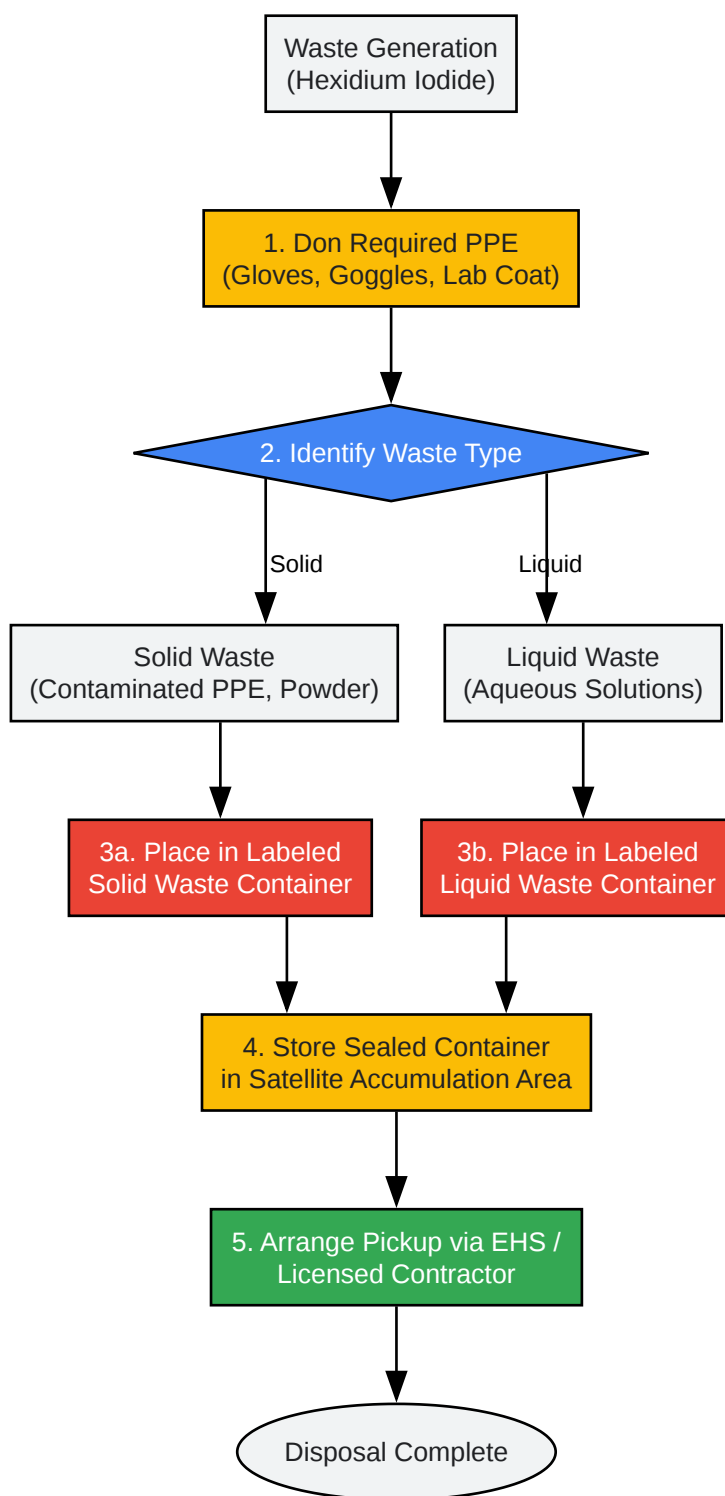 Waste Generation
(Hexidium Iodide)
1. Don Required PPE
(Gloves, Goggles, Lab Coat)
2. Identify Waste Type
Solid
Liquid
Solid Waste
(Contaminated PPE, Powder)
Liquid Waste
(Aqueous Solutions)
3a. Place in Labeled
Solid Waste Container
3b. Place in Labeled
Liquid Waste Container
4. Store Sealed Container
in Satellite Accumulation Area
5. Arrange Pickup via EHS /
Licensed Contractor
Disposal Complete